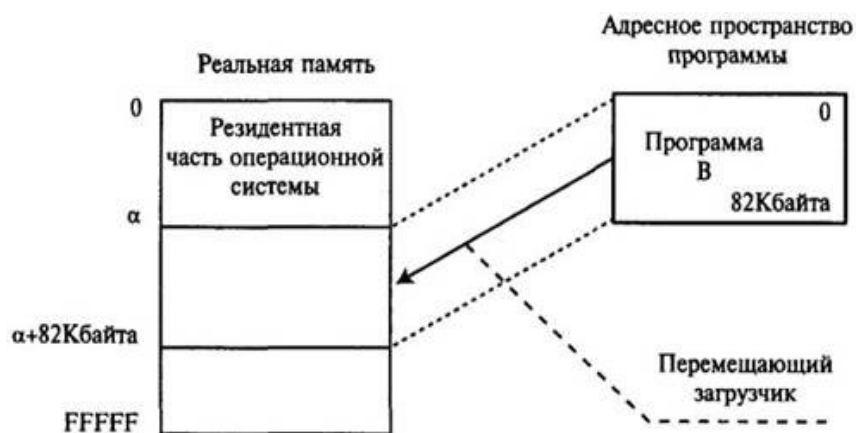 Адресное пространство
программы
Реальная память
0
Резидентная
часть операционной
системы
α
α+82Кбайта
FFFFF
0
Программа
В
82Кбайта
Перемещающий
загрузчик